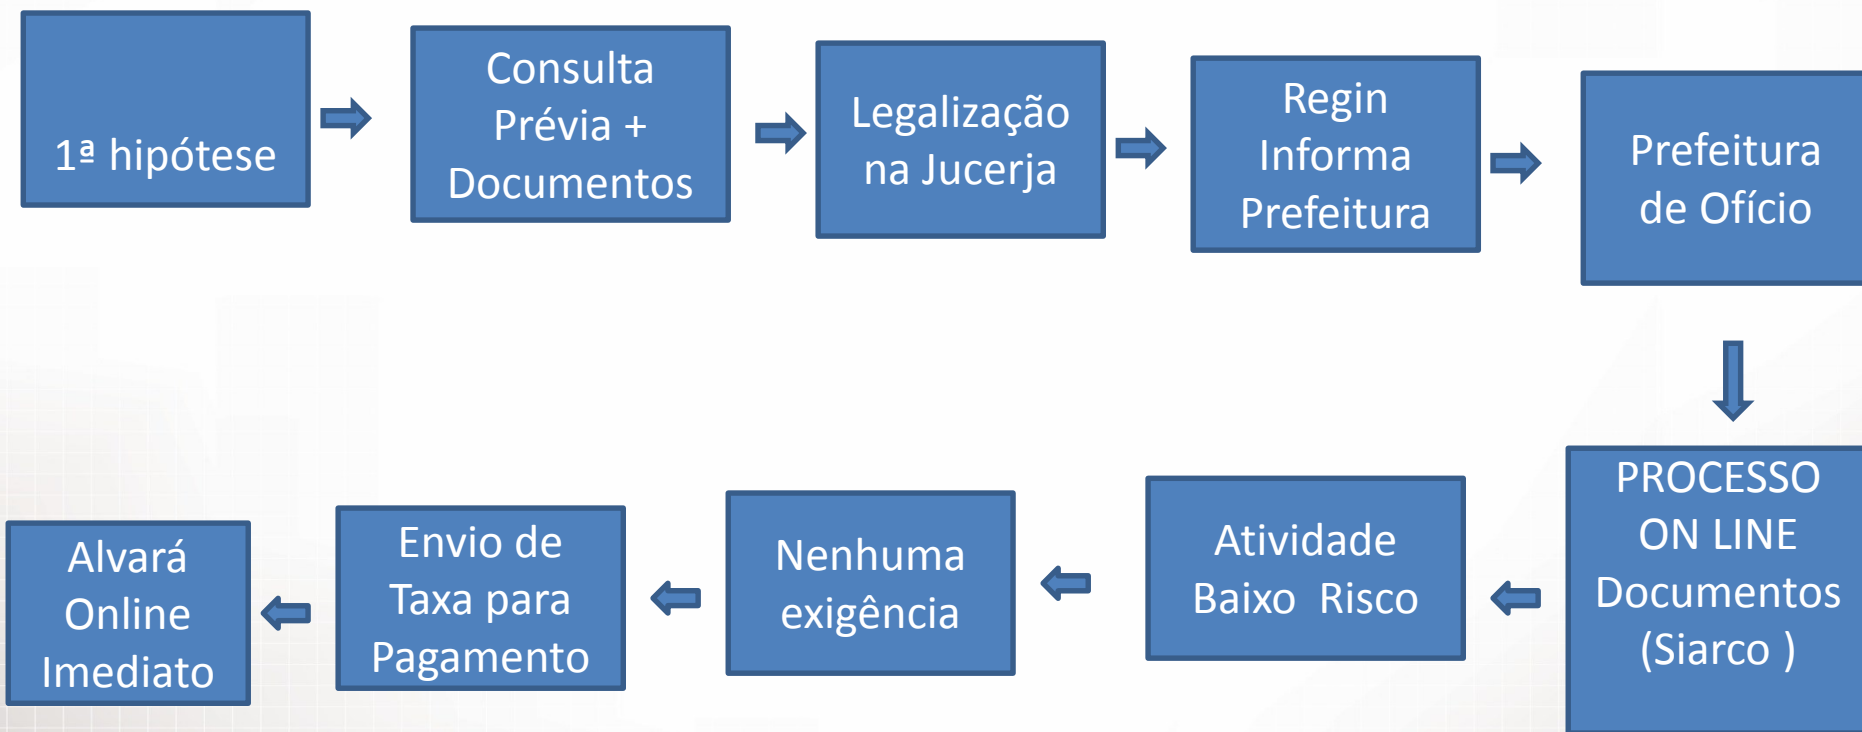 1ª hipótese
Consulta
Prévia +
Documentos
Legalização
na Jucerja
Regin
Informa
Prefeitura
Prefeitura
de Ofício
PROCESSO
ON LINE
Documentos
(Siarco )
Atividade
Baixo  Risco
Nenhuma
exigência
Envio de
Taxa para
Pagamento
Alvará
Online
Imediato